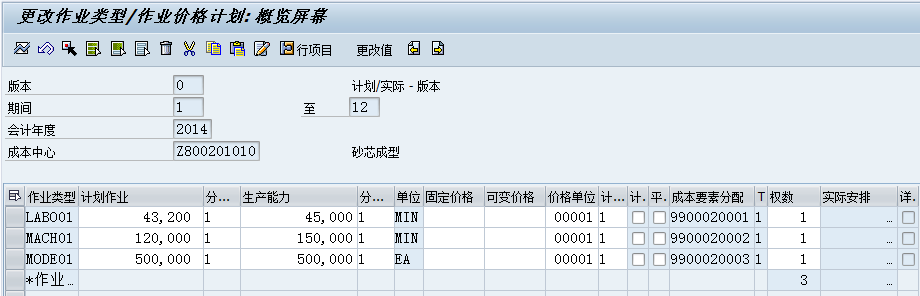 更改作业类型/作业价格计划: 概览屏幕
行项目 更改值
版本 0 计划/实际 - 版本
期间 1 至 12
会计年度 2014
成本中心 Z800201010 砂芯成型
作业类型 计划作业 分... 生产能力 分... 单位 固定价格 可变价格 价格单位 计... 计. 平. 成本要素分配 T 权数 实际安排 详.
LABO01 43,200 1 45,000 1 MIN 00001 1 9900020001 1 1 ...
MACH01 120,000 1 150,000 1 MIN 00001 1 9900020002 1 1 ...
MODE01 500,000 1 500,000 1 EA 00001 1 9900020003 1 1 ...
*作业... 3 ...